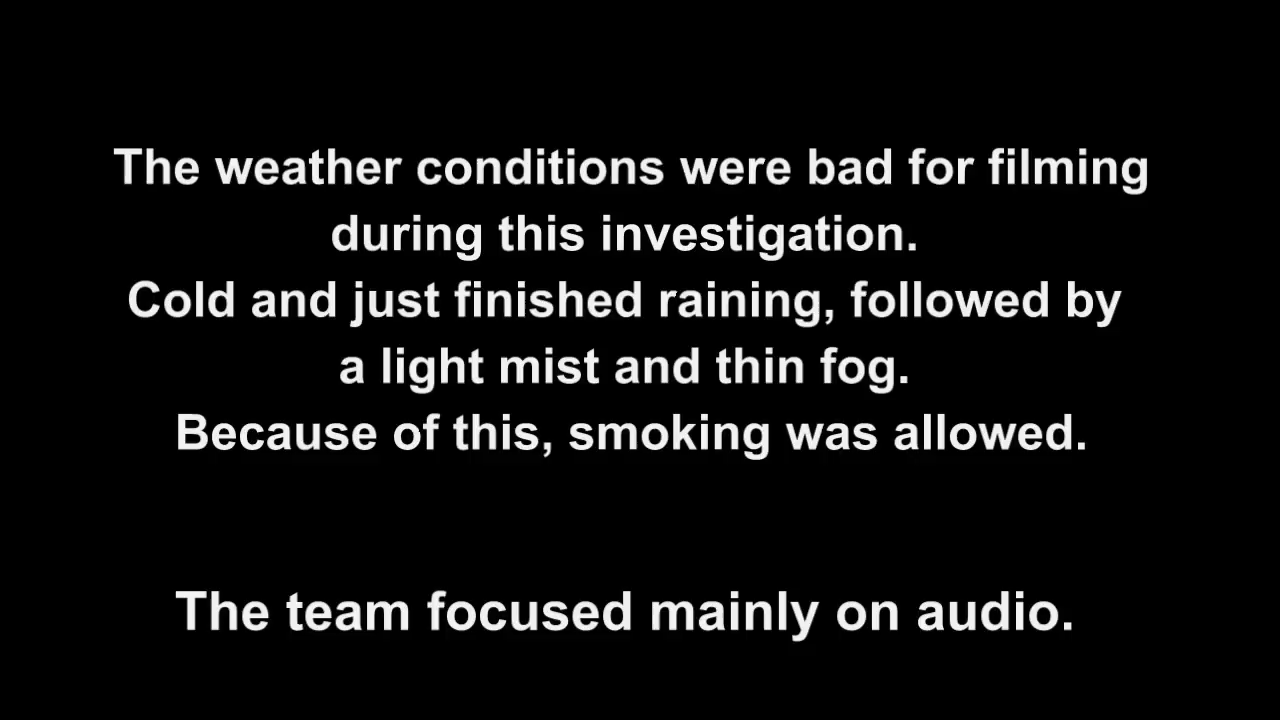 The weather conditions were bad for filming
during this investigation.
Cold and just finished raining, followed by
a light mist and thin fog.
Because of this, smoking was allowed.
The team focused mainly on audio.